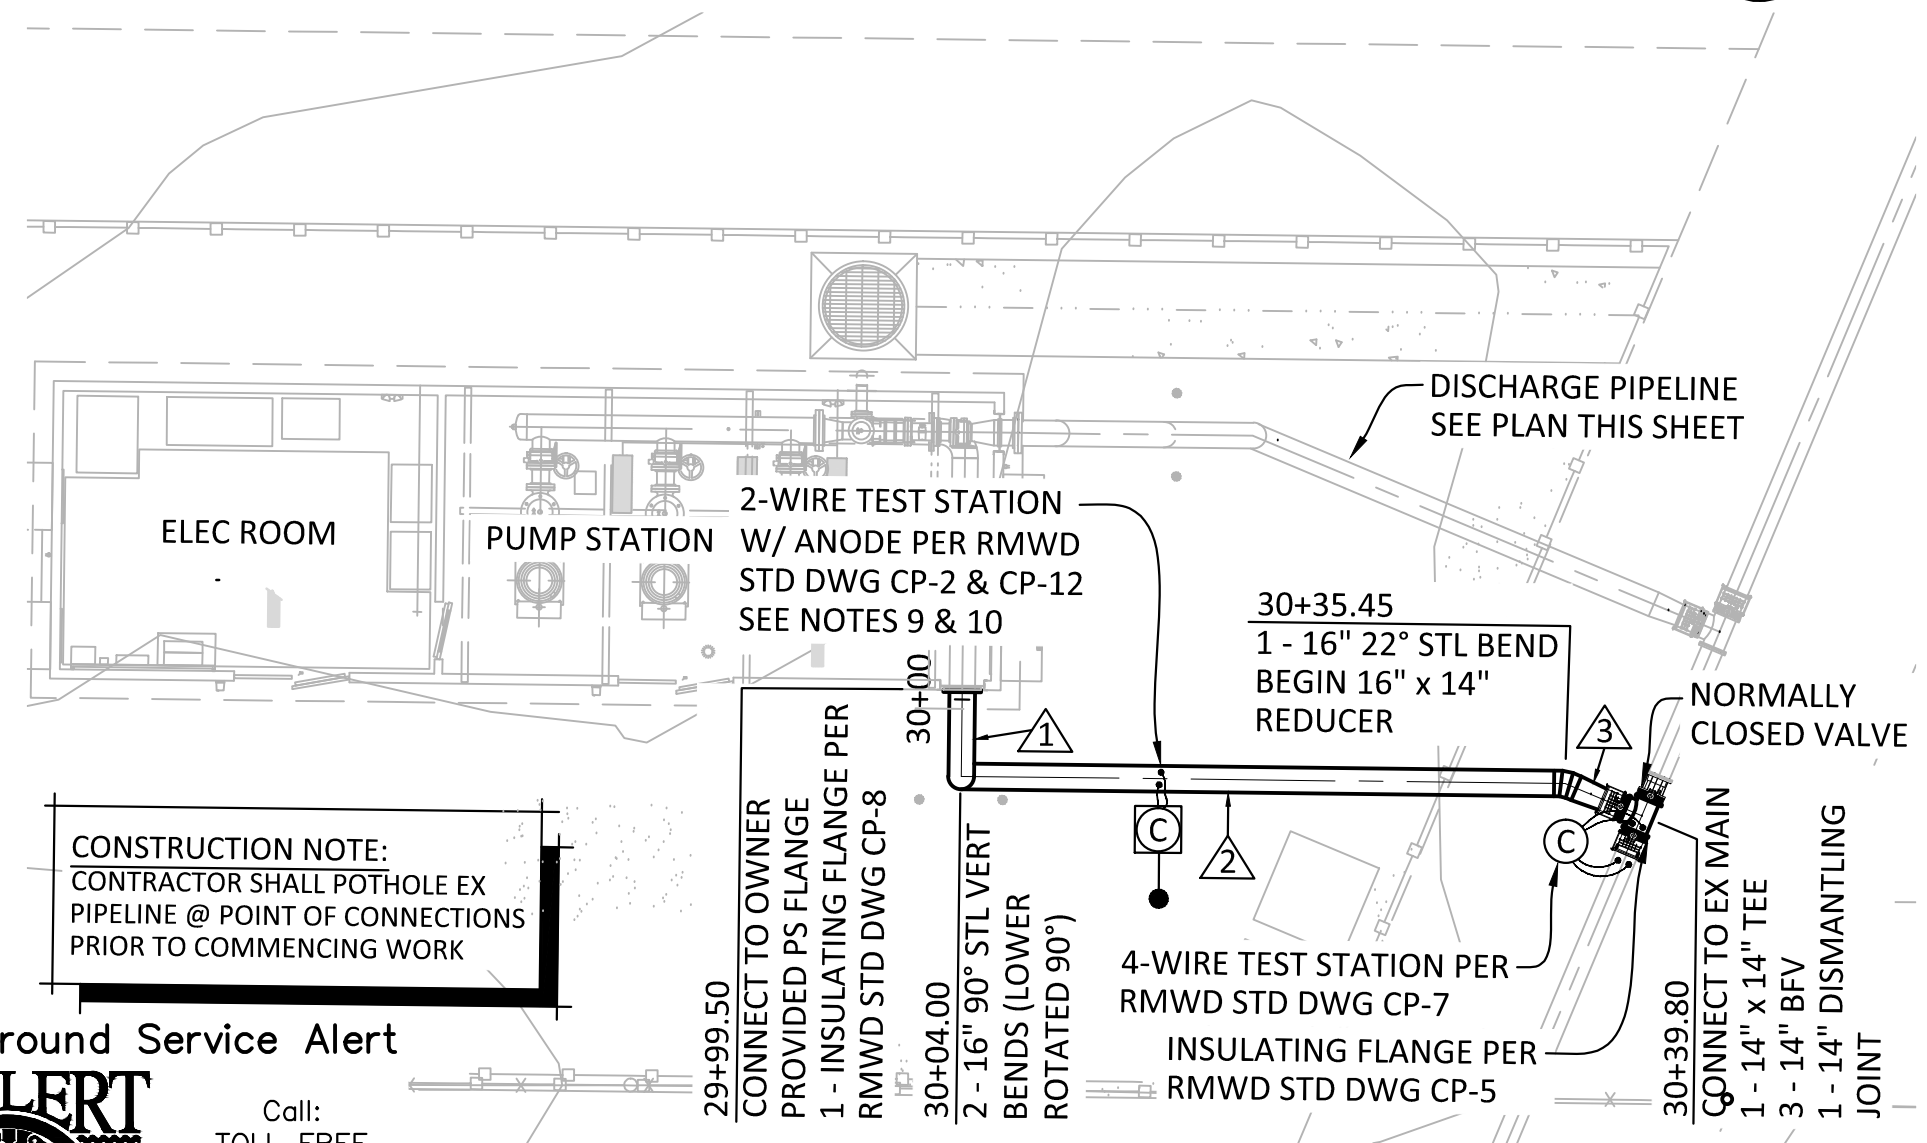 DISCHARGE PIPELINE
SEE PLAN THIS SHEET
ELEC ROOM
PUMP STATION
2-WIRE TEST STATION
W/ ANODE PER RMWD
STD DWG CP-2 & CP-12
SEE NOTES 9 & 10
30+35.45
1 - 16" 22° STL BEND
BEGIN 16" x 14"
REDUCER
NORMALLY
CLOSED VALVE
30+00
1
2
3
C
C
29+99.50
CONNECT TO OWNER
PROVIDED PS FLANGE
1 - INSULATING FLANGE PER
RMWD STD DWG CP-8
30+04.00
2 - 16" 90° STL VERT
BENDS (LOWER
ROTATED 90°)
4-WIRE TEST STATION PER
RMWD STD DWG CP-7
INSULATING FLANGE PER
RMWD STD DWG CP-5
30+39.80
CONNECT TO EX MAIN
1 - 14" x 14" TEE
3 - 14" BFV
1 - 14" DISMANTLING
JOINT
CONSTRUCTION NOTE:
CONTRACTOR SHALL POTHOLE EX
PIPELINE @ POINT OF CONNECTIONS
PRIOR TO COMMENCING WORK
round Service Alert
LERT
Call:
TOLL FREE